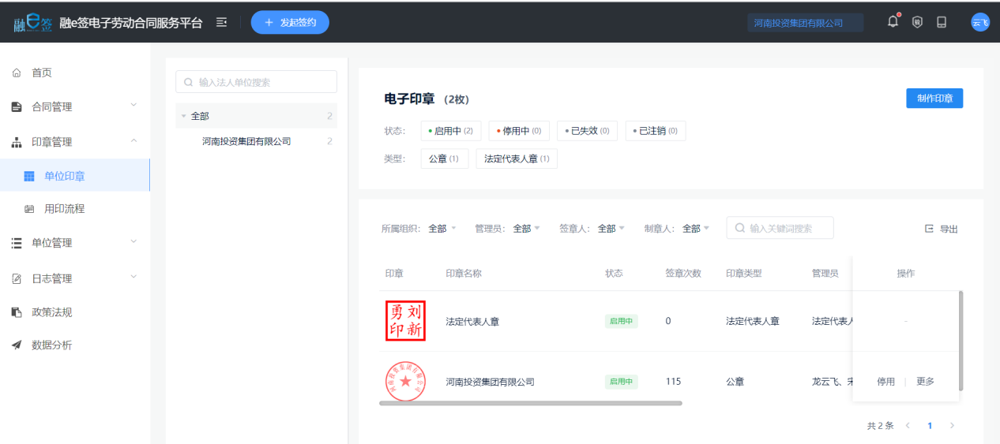 融e签 融e签电子劳动合同服务平台 + 发起签约 河南投资集团有限公司 云飞
首页
合同管理
印章管理
单位印章
用印流程
单位管理
日志管理
政策法规
数据分析
输入法人单位搜索
全部 2
河南投资集团有限公司 2
电子印章 (2枚) 制作印章
状态: 启用中 (2) 停用中 (0) 已失效 (0) 已注销 (0)
类型: 公章 (1) 法定代表人章 (1)
所属组织: 全部 管理员: 全部 签章人: 全部 制章人: 全部 输入关键词搜索 导出
印章 印章名称 状态 签章次数 印章类型 管理员 操作
勇刘
印新
法定代表人章 启用中 0 法定代表人章 法定代表人 -
河南投资集团有限公司
河南投资集团有限公司 启用中 115 公章 龙云飞、宋 停用 更多
共 2 条 < 1 >